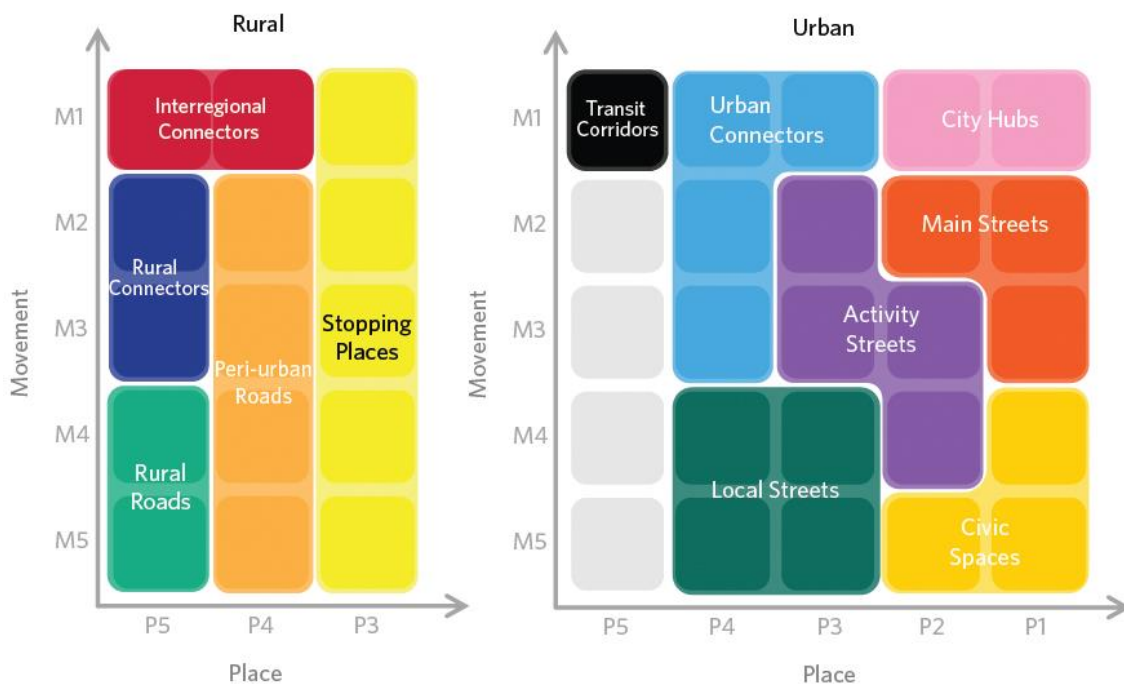 Rural
Movement
M1
M2
M3
M4
M5
Interregional
Connectors
Rural
Connectors
Stopping
Places
Peri-urban
Roads
Rural
Roads
P5
P4
P3
Place
Urban
Movement
M1
M2
M3
M4
M5
Transit
Corridors
Urban
Connectors
City Hubs
Main Streets
Activity
Streets
Local Streets
Civic
Spaces
P5
P4
P3
P2
P1
Place